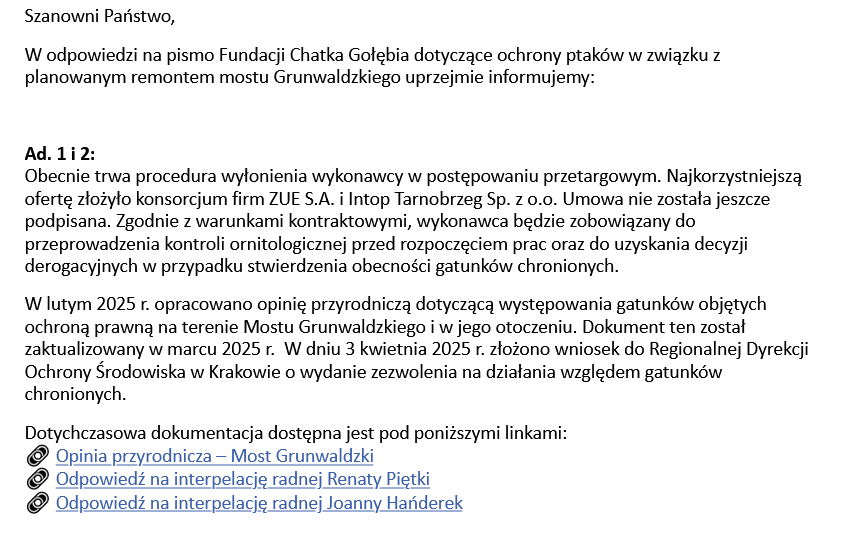 Szanowni Państwo,
W odpowiedzi na pismo Fundacji Chatka Gołębia dotyczące ochrony ptaków w związku z
planowanym remontem mostu Grunwaldzkiego uprzejmie informujemy:
Ad. 1 i 2:
Obecnie trwa procedura wyłonienia wykonawcy w postępowaniu przetargowym. Najkorzystniejszą
ofertę złożyło konsorcjum firm ZUE S.A. i Intop Tarnobrzeg Sp. z o.o. Umowa nie została jeszcze
podpisana. Zgodnie z warunkami kontraktowymi, wykonawca będzie zobowiązany do
przeprowadzenia kontroli ornitologicznej przed rozpoczęciem prac oraz do uzyskania decyzji
derogacyjnych w przypadku stwierdzenia obecności gatunków chronionych.
W lutym 2025 r. opracowano opinię przyrodniczą dotyczącą występowania gatunków objętych
ochroną prawną na terenie Mostu Grunwaldzkiego i w jego otoczeniu. Dokument ten został
zaktualizowany w marcu 2025 r.  W dniu 3 kwietnia 2025 r. złożono wniosek do Regionalnej Dyrekcji
Ochrony Środowiska w Krakowie o wydanie zezwolenia na działania względem gatunków
chronionych.
Dotychczasowa dokumentacja dostępna jest pod poniższymi linkami:
Opinia przyrodnicza – Most Grunwaldzki
Odpowiedź na interpelację radnej Renaty Piętki
Odpowiedź na interpelację radnej Joanny Hańderek